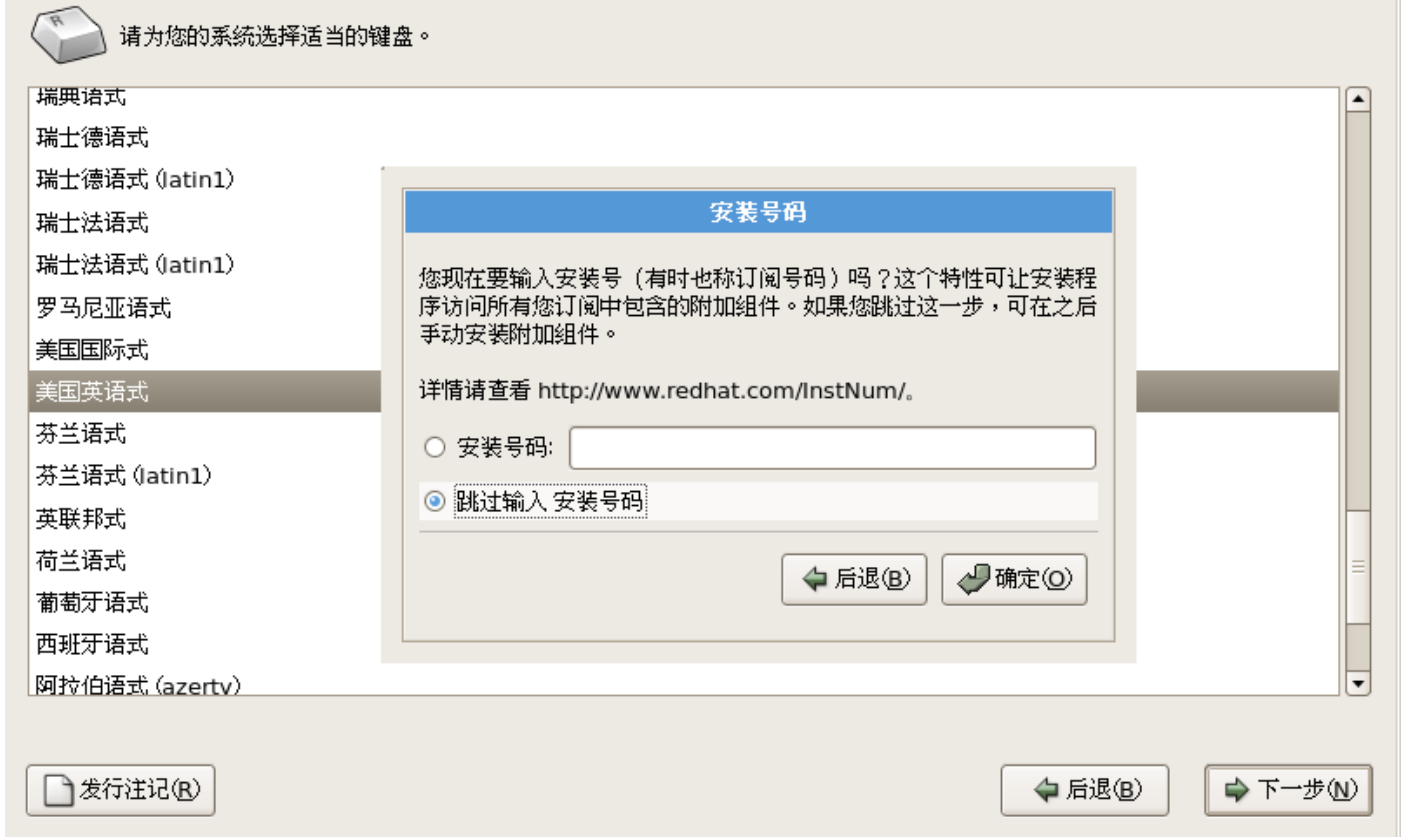 R
请为您的系统选择适当的键盘。
瑞典语式
瑞士德语式
瑞士德语式 (latin1)
瑞士法语式
瑞士法语式 (latin1)
罗马尼亚语式
美国国际式
美国英语式
芬兰语式
芬兰语式 (latin1)
英联邦式
荷兰语式
葡萄牙语式
西班牙语式
阿拉伯语式 (azerty)
安装号码
您现在要输入安装号（有时也称订阅号码）吗？这个特性可让安装程
序访问所有您订阅中包含的附加组件。如果您跳过这一步，可在之后
手动安装附加组件。
详情请查看 http://www.redhat.com/InstNum/。
安装号码:
跳过输入 安装号码
后退(B)
确定(O)
发行注记(R)
后退(B)
下一步(N)